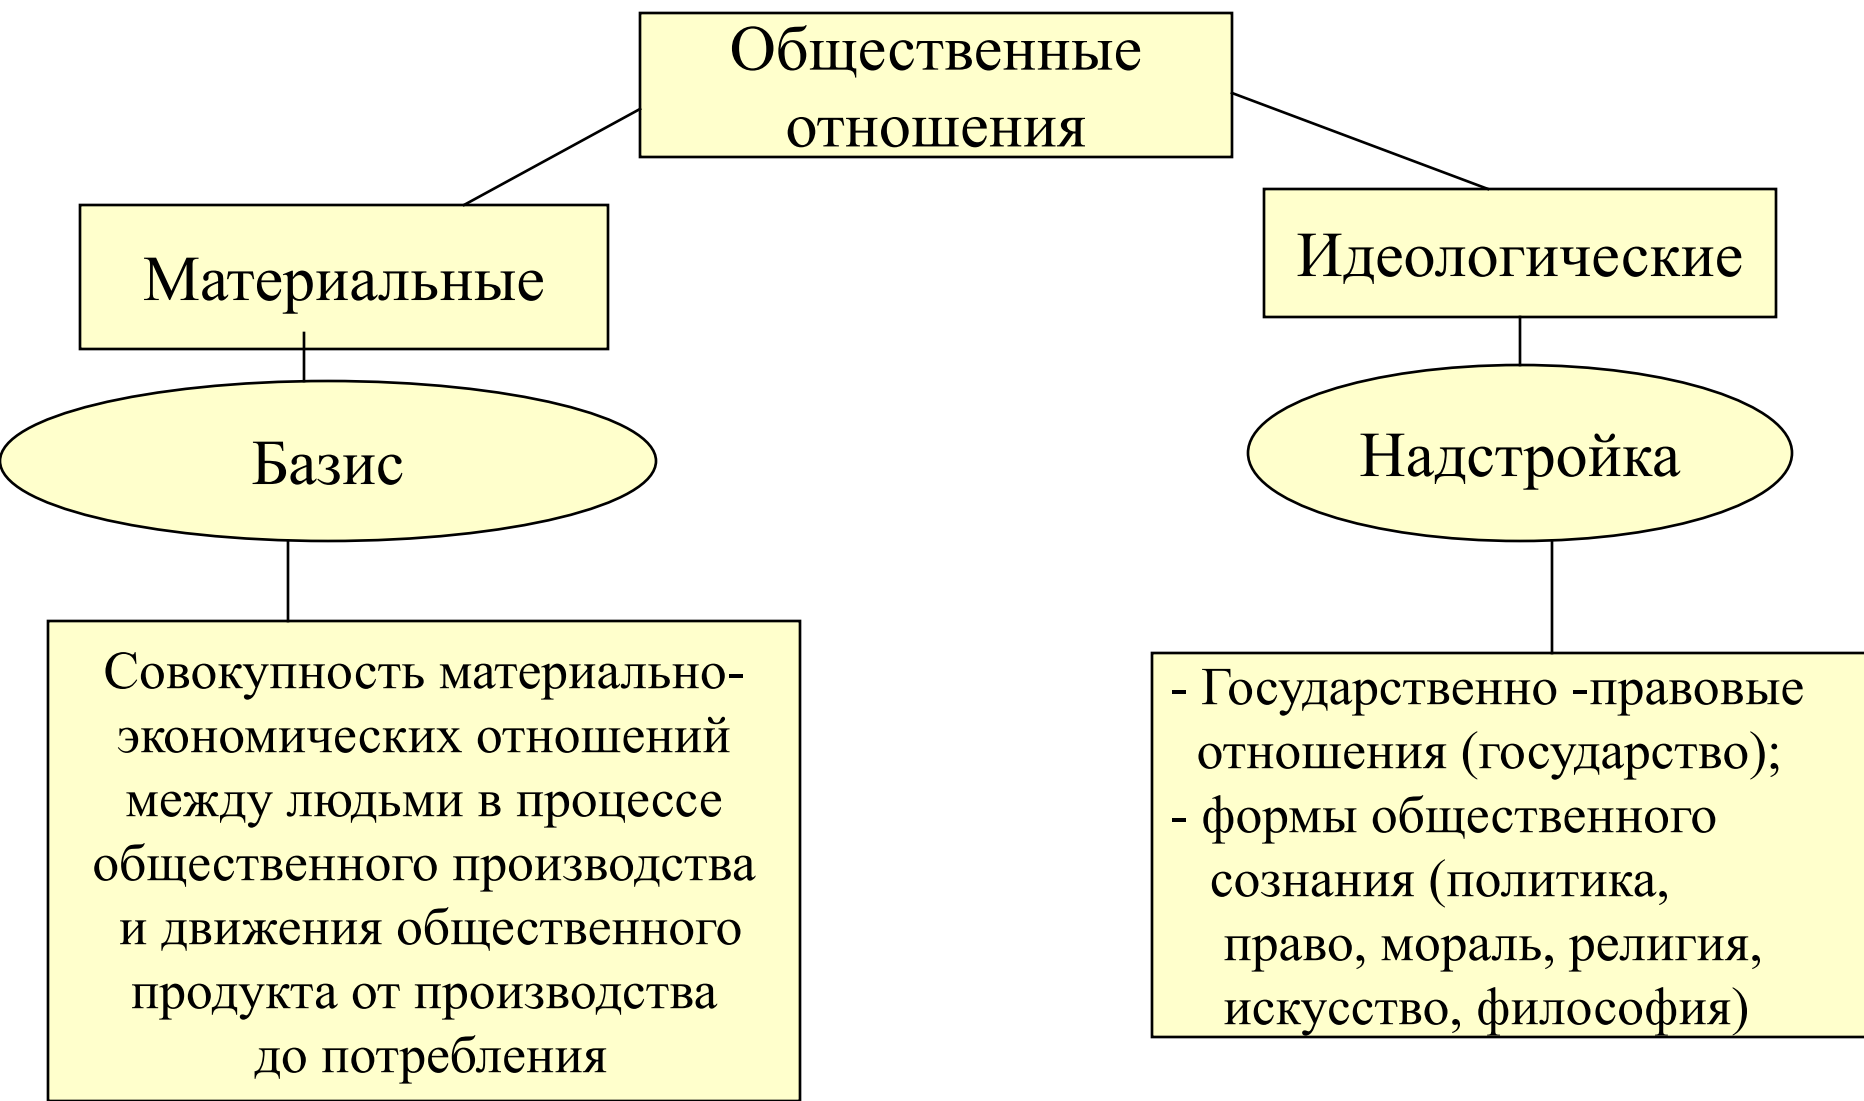 Общественные
отношения
Материальные
Идеологические
Базис
Надстройка
Совокупность материально-
экономических отношений
между людьми в процессе
общественного производства
и движения общественного
продукта от производства
до потребления
- Государственно -правовые
отношения (государство);
- формы общественного
сознания (политика,
право, мораль, религия,
искусство, философия)